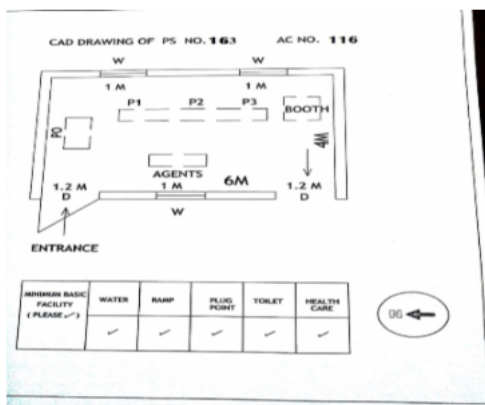 CAD DRAWING OF PS NO. 163 AC NO. 116
W W
1 M 1 M
P1 P2 P3 BOOTH
PO
4M
AGENTS
1.2 M 1 M 6M 1.2 M
D W D
ENTRANCE
MINIMUM BASIC FACILITY ( PLEASE ✓ ) WATER RAMP PLUG POINT TOILET HEALTH CARE
✓ ✓ ✓ ✓ ✓